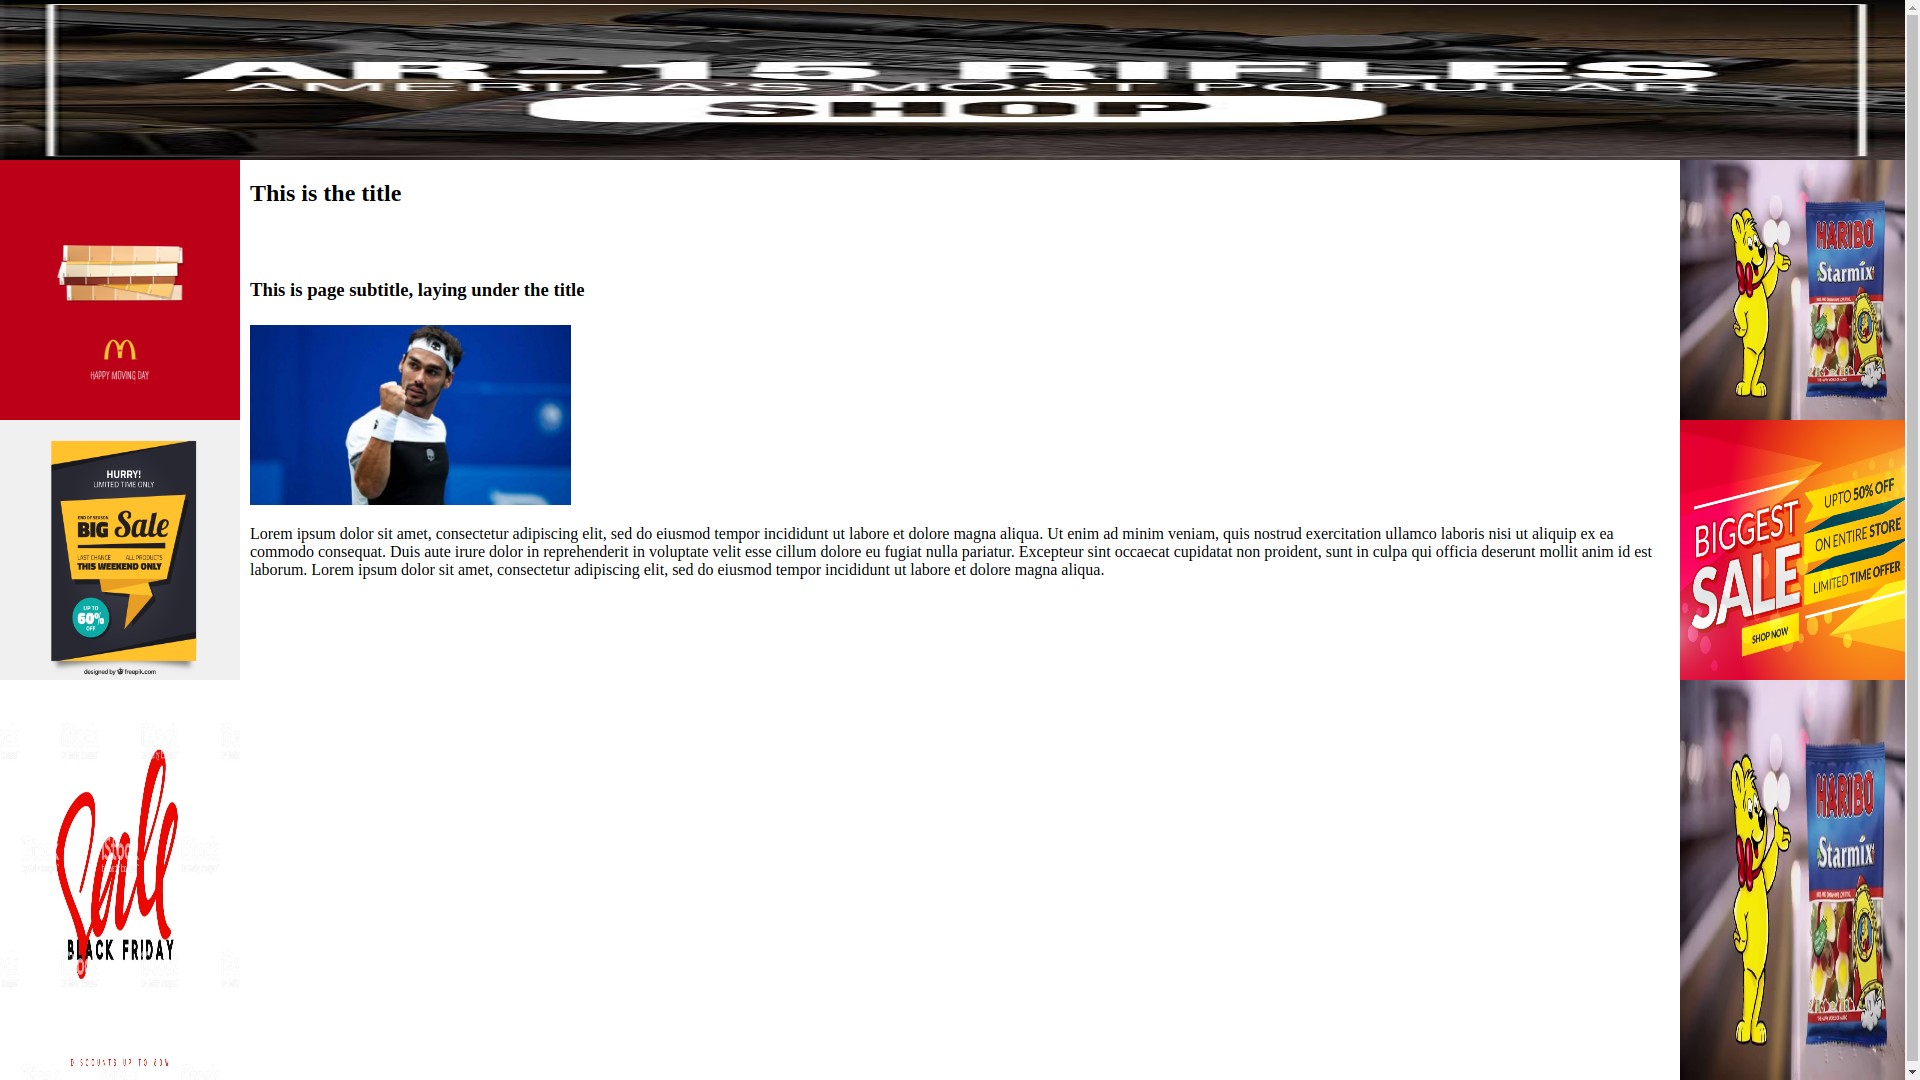 AR-15 RIFLES
AMERICA'S MOST POPULAR
SHOP
HAPPY MOVING DAY
HURRY!
LIMITED TIME ONLY
END OF SEASON
BIG Sale
LAST CHANCE ALL PRODUCTS
THIS WEEKEND ONLY
UP TO
60%
OFF
designed by freepik.com
Sale
BLACK FRIDAY
DISCOUNTS UP TO 80%
This is the title
This is page subtitle, laying under the title
Lorem ipsum dolor sit amet, consectetur adipiscing elit, sed do eiusmod tempor incididunt ut labore et dolore magna aliqua. Ut enim ad minim veniam, quis nostrud exercitation ullamco laboris nisi ut aliquip ex ea
commodo consequat. Duis aute irure dolor in reprehenderit in voluptate velit esse cillum dolore eu fugiat nulla pariatur. Excepteur sint occaecat cupidatat non proident, sunt in culpa qui officia deserunt mollit anim id est
laborum. Lorem ipsum dolor sit amet, consectetur adipiscing elit, sed do eiusmod tempor incididunt ut labore et dolore magna aliqua.
HARIBO
Starmix
BIGGEST
SALE
SHOP NOW
UPTO 50% OFF
ON ENTIRE STORE
LIMITED TIME OFFER
HARIBO
Starmix